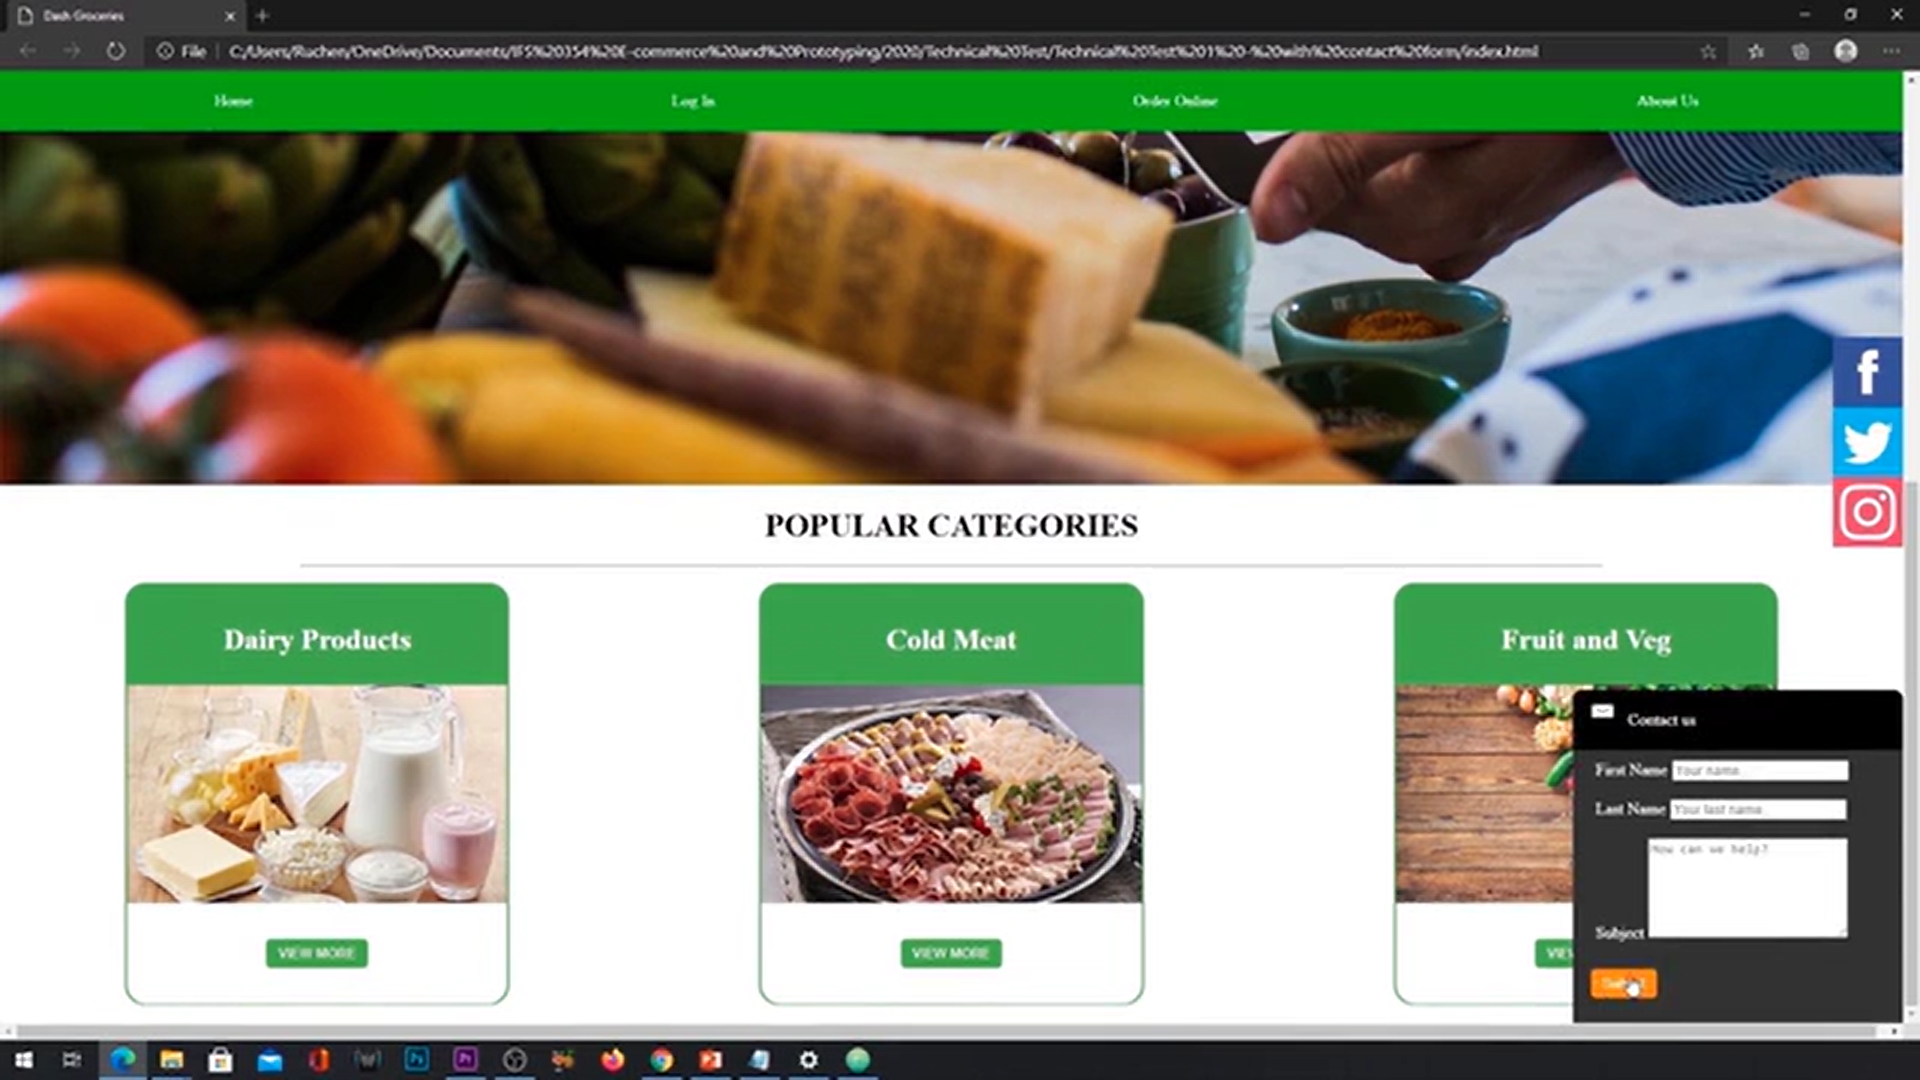 Dash Groceries
File C:/Users/Ruchen/OneDrive/Documents/IFS%20354%20E-commerce%20and%20Prototyping/2020/Technical%20Test/Technical%20Test%201%20-%20with%20contact%20form/index.html
Home Log In Order Online About Us
POPULAR CATEGORIES
Dairy Products Cold Meat Fruit and Veg
Contact us
First Name Your name
Last Name Your last name
How can we help?
Subject
VIEW MORE VIEW MORE